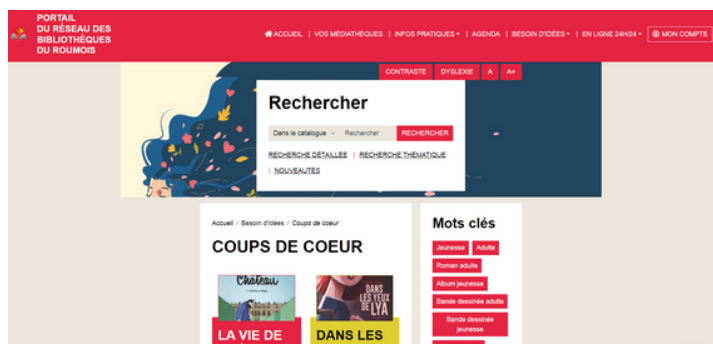 PORTAIL
DU RÉSEAU DES
BIBLIOTHÈQUES
DU ROUMOIS
ACCUEIL | VOS MÉDIATHÈQUES | INFOS PRATIQUES | AGENDA | BESOIN D'IDÉES | EN LIGNE 24H/24 MON COMPTE
CONTRASTE DYSLEXIE A A+
Rechercher
Dans le catalogue Rechercher RECHERCHER
RECHERCHE DÉTAILLÉE | RECHERCHE THÉMATIQUE
| NOUVEAUTÉS
Accueil / Besoin d'idées / Coups de coeur
COUPS DE COEUR
Château
DANS
LES YEUX
DE LYA
LA VIE DE
DANS LES
Mots clés
Jeunesse Adulte
Roman adulte
Album jeunesse
Bande dessinée adulte
Bande dessinée
jeunesse